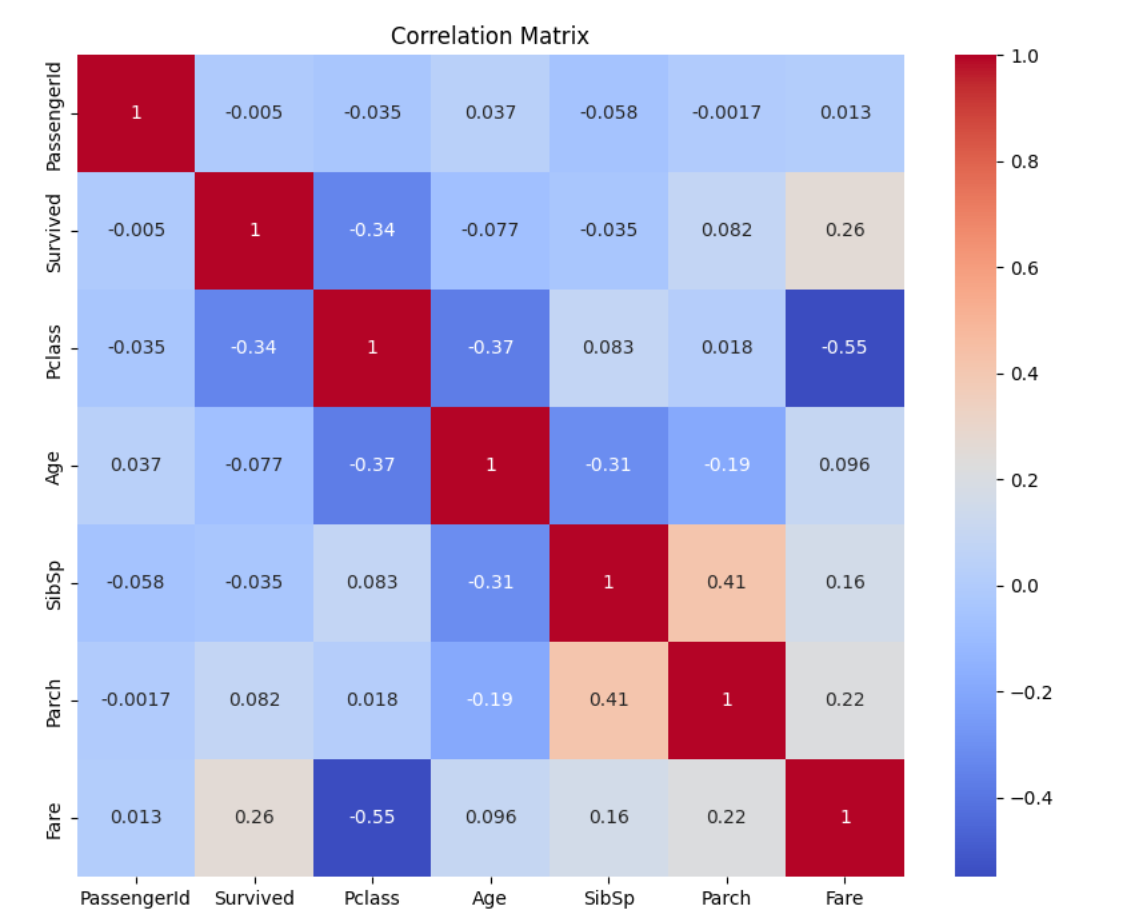 Correlation Matrix
PassengerId 1 -0.005 -0.035 0.037 -0.058 -0.0017 0.013
Survived -0.005 1 -0.34 -0.077 -0.035 0.082 0.26
Pclass -0.035 -0.34 1 -0.37 0.083 0.018 -0.55
Age 0.037 -0.077 -0.37 1 -0.31 -0.19 0.096
SibSp -0.058 -0.035 0.083 -0.31 1 0.41 0.16
Parch -0.0017 0.082 0.018 -0.19 0.41 1 0.22
Fare 0.013 0.26 -0.55 0.096 0.16 0.22 1
PassengerId Survived Pclass Age SibSp Parch Fare
1.0
0.8
0.6
0.4
0.2
0.0
−0.2
−0.4